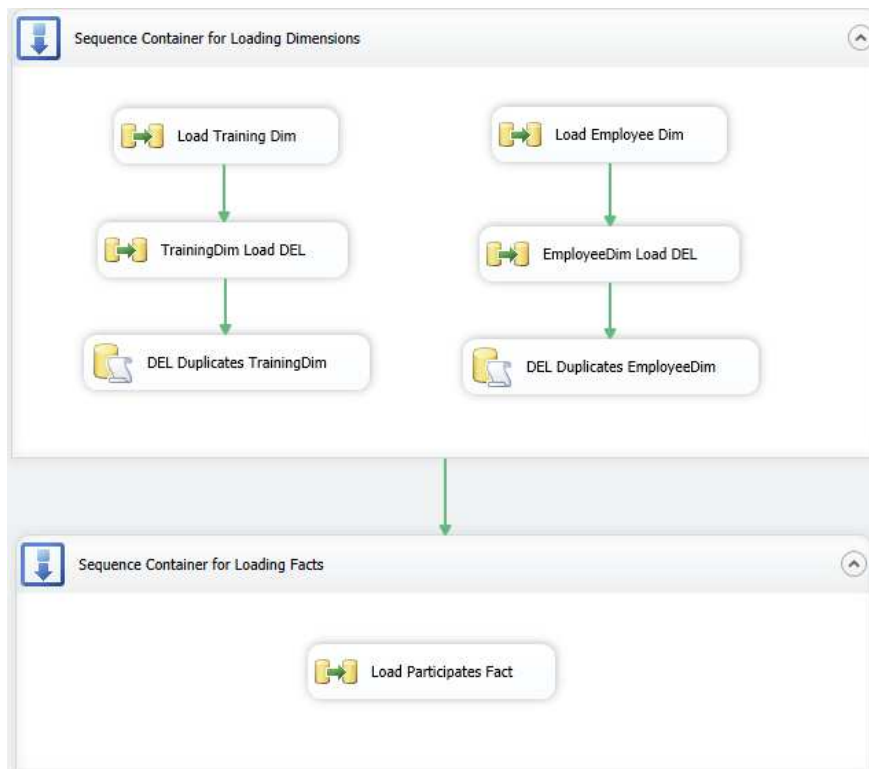 Sequence Container for Loading Dimensions
Load Training Dim
Load Employee Dim
TrainingDim Load DEL
EmployeeDim Load DEL
DEL Duplicates TrainingDim
DEL Duplicates EmployeeDim
Sequence Container for Loading Facts
Load Participates Fact